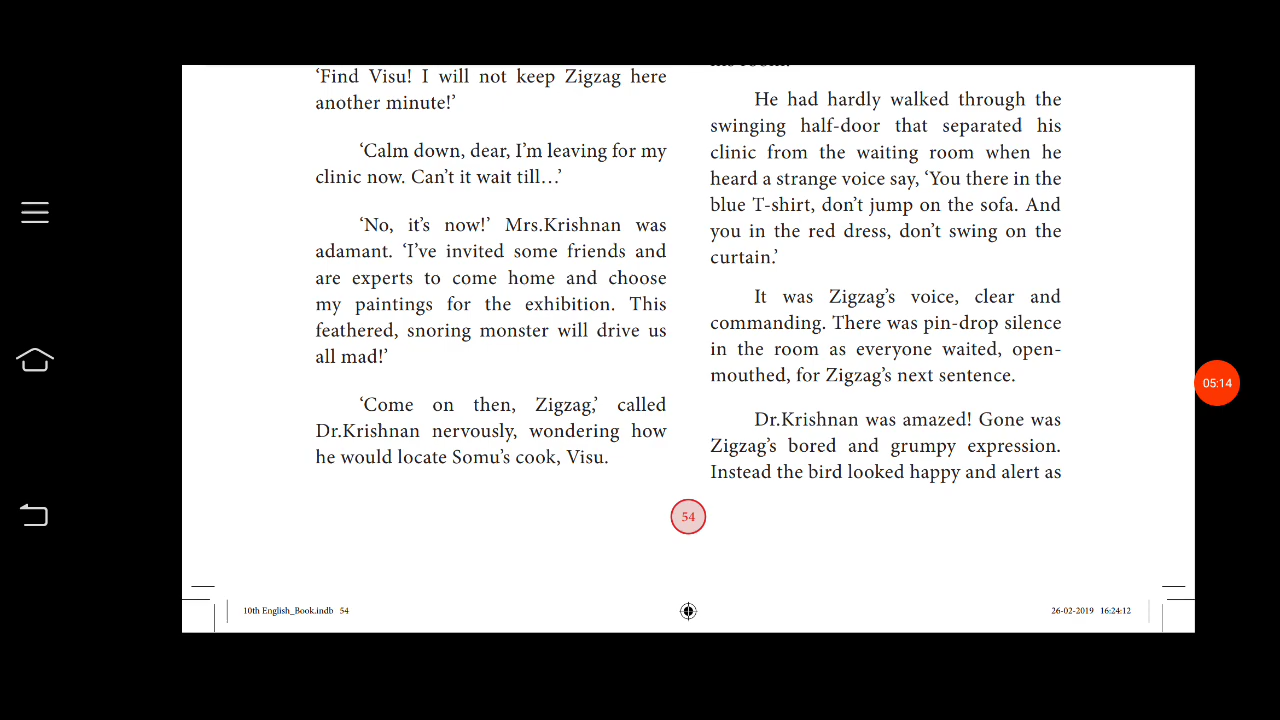 ‘Find Visu! I will not keep Zigzag here
another minute!’
‘Calm down, dear, I’m leaving for my
clinic now. Can’t it wait till…’
‘No, it’s now!’ Mrs.Krishnan was
adamant. ‘I’ve invited some friends and
are experts to come home and choose
my paintings for the exhibition. This
feathered, snoring monster will drive us
all mad!’
‘Come on then, Zigzag,’ called
Dr.Krishnan nervously, wondering how
he would locate Somu’s cook, Visu.
He had hardly walked through the
swinging half-door that separated his
clinic from the waiting room when he
heard a strange voice say, ‘You there in the
blue T-shirt, don’t jump on the sofa. And
you in the red dress, don’t swing on the
curtain.’
It was Zigzag’s voice, clear and
commanding. There was pin-drop silence
in the room as everyone waited, open-
mouthed, for Zigzag’s next sentence.
Dr.Krishnan was amazed! Gone was
Zigzag’s bored and grumpy expression.
Instead the bird looked happy and alert as
54
10th English_Book.indb 54
26-02-2019 16:24:12
05:14